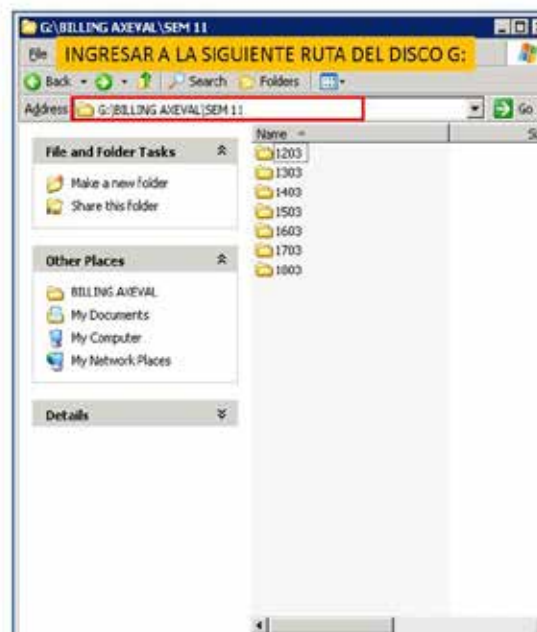 G:\BILLING AXEVAL\SEM 11
File
INGRESAR A LA SIGUIENTE RUTA DEL DISCO G:
Back Search Folders
Address G:\BILLING AXEVAL\SEM 11 Go
Name
File and Folder Tasks
Make a new folder
Share this folder
Other Places
BILLING AXEVAL
My Documents
My Computer
My Network Places
Details
1203
1303
1403
1503
1603
1703
1803